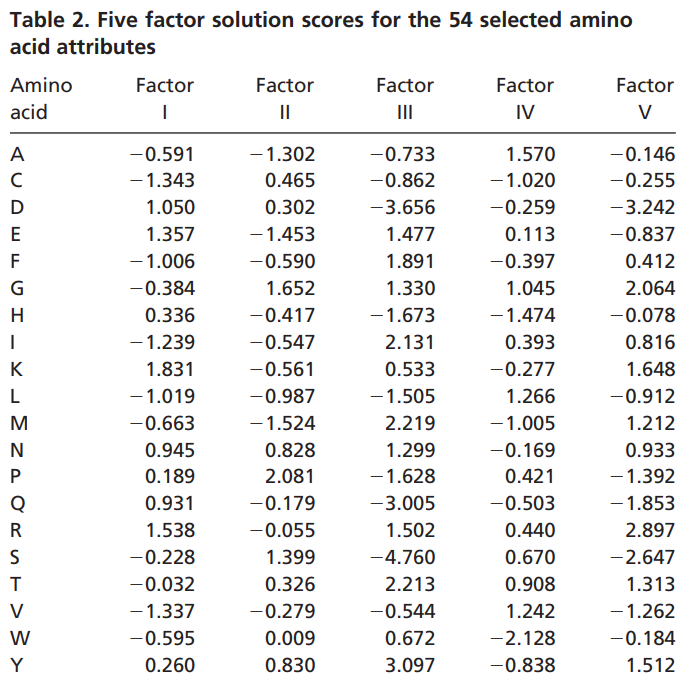 Table 2. Five factor solution scores for the 54 selected amino
acid attributes
Amino Factor Factor Factor Factor Factor
acid I II III IV V
A −0.591 −1.302 −0.733 1.570 −0.146
C −1.343 0.465 −0.862 −1.020 −0.255
D 1.050 0.302 −3.656 −0.259 −3.242
E 1.357 −1.453 1.477 0.113 −0.837
F −1.006 −0.590 1.891 −0.397 0.412
G −0.384 1.652 1.330 1.045 2.064
H 0.336 −0.417 −1.673 −1.474 −0.078
I −1.239 −0.547 2.131 0.393 0.816
K 1.831 −0.561 0.533 −0.277 1.648
L −1.019 −0.987 −1.505 1.266 −0.912
M −0.663 −1.524 2.219 −1.005 1.212
N 0.945 0.828 1.299 −0.169 0.933
P 0.189 2.081 −1.628 0.421 −1.392
Q 0.931 −0.179 −3.005 −0.503 −1.853
R 1.538 −0.055 1.502 0.440 2.897
S −0.228 1.399 −4.760 0.670 −2.647
T −0.032 0.326 2.213 0.908 1.313
V −1.337 −0.279 −0.544 1.242 −1.262
W −0.595 0.009 0.672 −2.128 −0.184
Y 0.260 0.830 3.097 −0.838 1.512